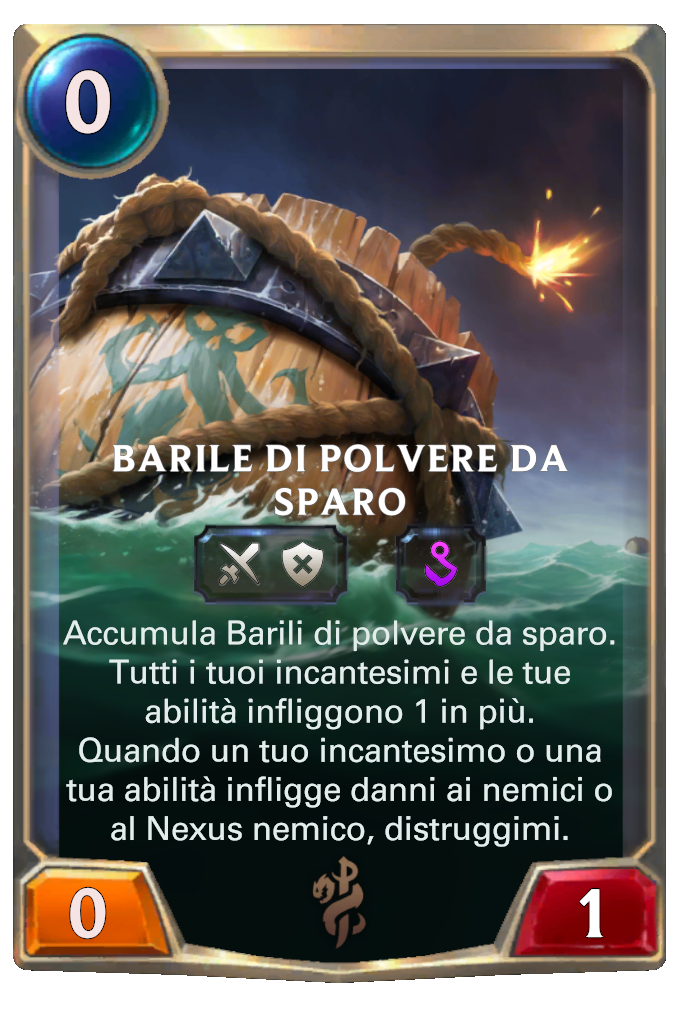 0
BARILE DI POLVERE DA
SPARO
Accumula Barili di polvere da sparo.
Tutti i tuoi incantesimi e le tue
abilità infliggono 1 in più.
Quando un tuo incantesimo o una
tua abilità infligge danni ai nemici o
al Nexus nemico, distruggimi.
0
1